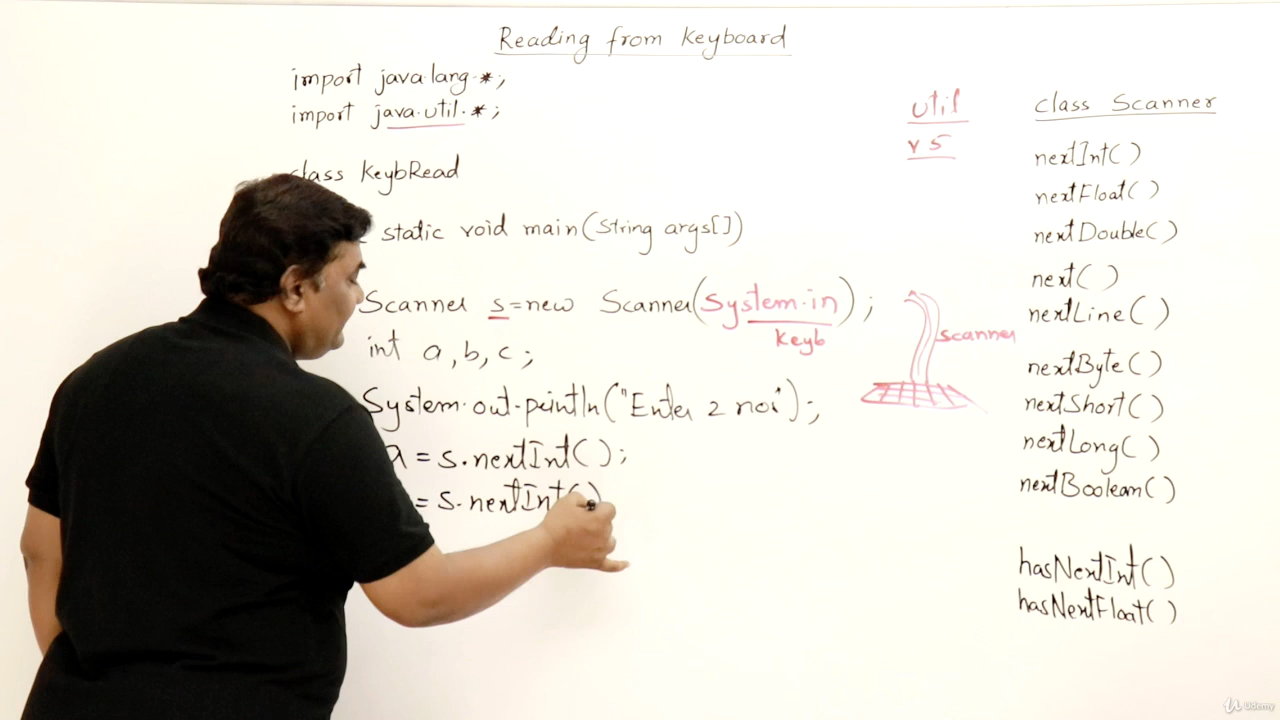 Reading from Keyboard
import java.lang.*;
import java.util.*;
class KeybRead
static void main(String args[])
Scanner s=new Scanner(System.in);
Keyb
int a,b,c;
System.out.println("Enter 2 nos");
a = s.nextInt();
= s.nextInt()
util
v5
scanner
class Scanner
nextInt()
nextFloat()
nextDouble()
next()
nextLine()
nextByte()
nextShort()
nextLong()
nextBoolean()
hasNextInt()
hasNextFloat()
Udemy